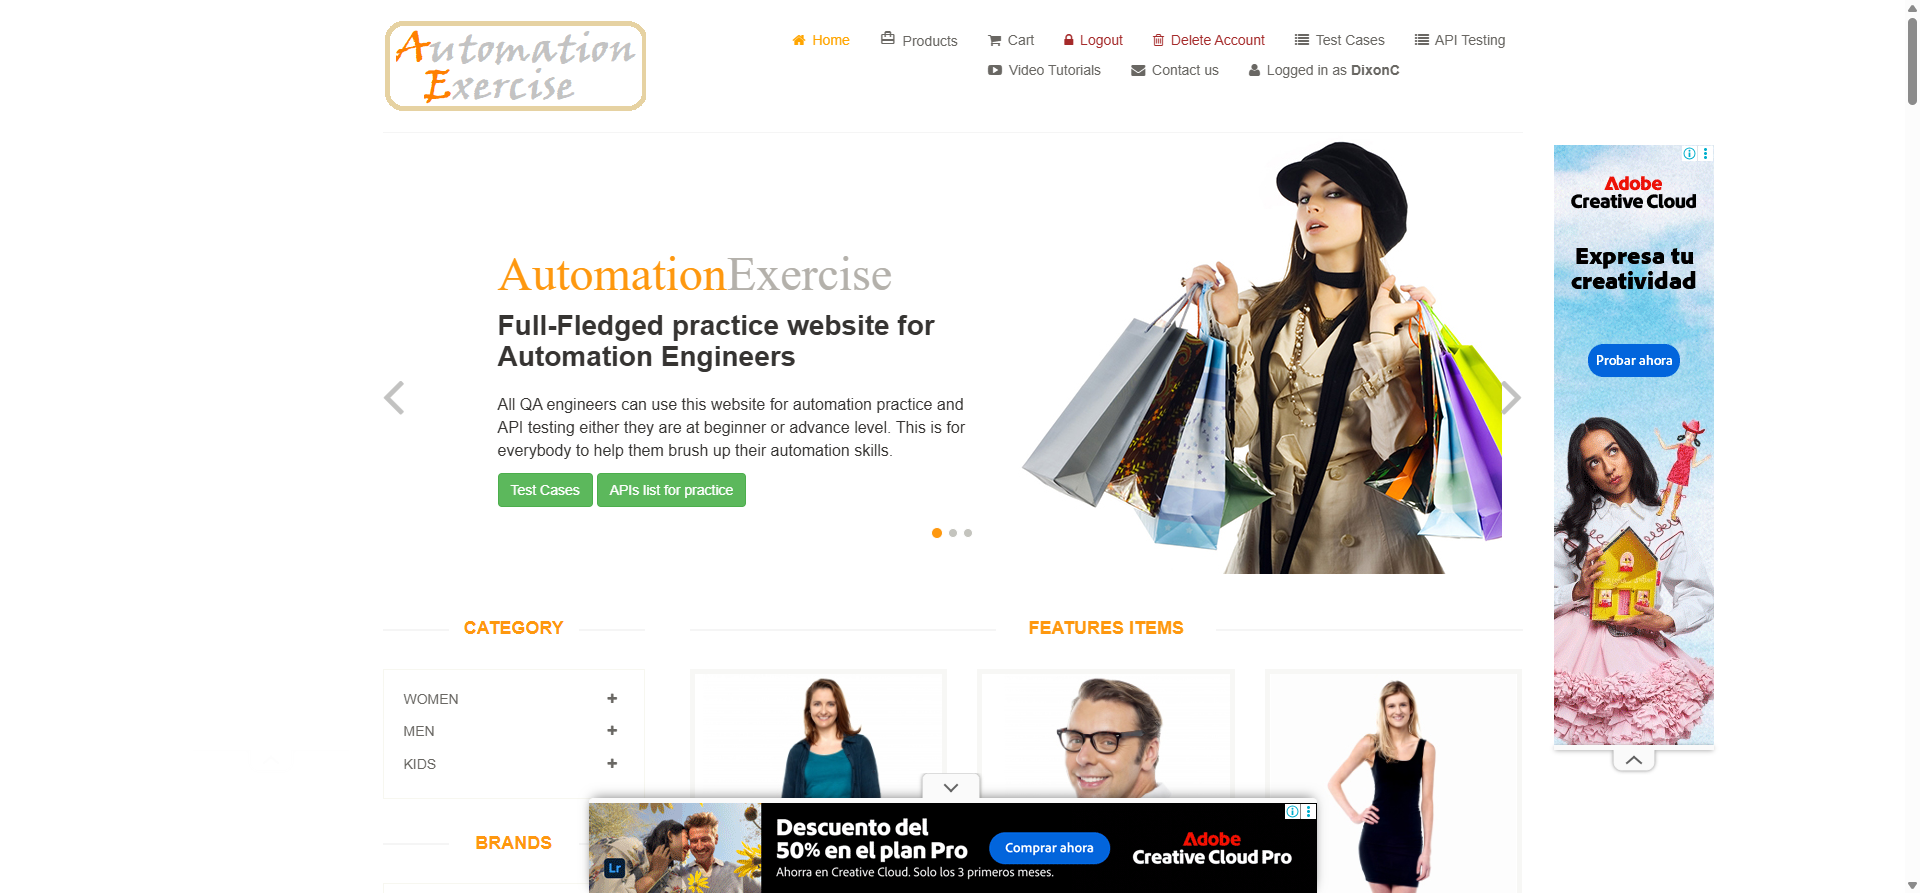 Automation
Exercise
Home
Products
Cart
Logout
Delete Account
Test Cases
API Testing
Video Tutorials
Contact us
Logged in as DixonC
AutomationExercise
Full-Fledged practice website for
Automation Engineers
All QA engineers can use this website for automation practice and
API testing either they are at beginner or advance level. This is for
everybody to help them brush up their automation skills.
Test Cases
APIs list for practice
Adobe
Creative Cloud
Expresa tu
creatividad
Probar ahora
CATEGORY
WOMEN
MEN
KIDS
BRANDS
FEATURES ITEMS
Lr
Descuento del
50% en el plan Pro
Ahorra en Creative Cloud. Solo los 3 primeros meses.
Comprar ahora
Adobe
Creative Cloud Pro